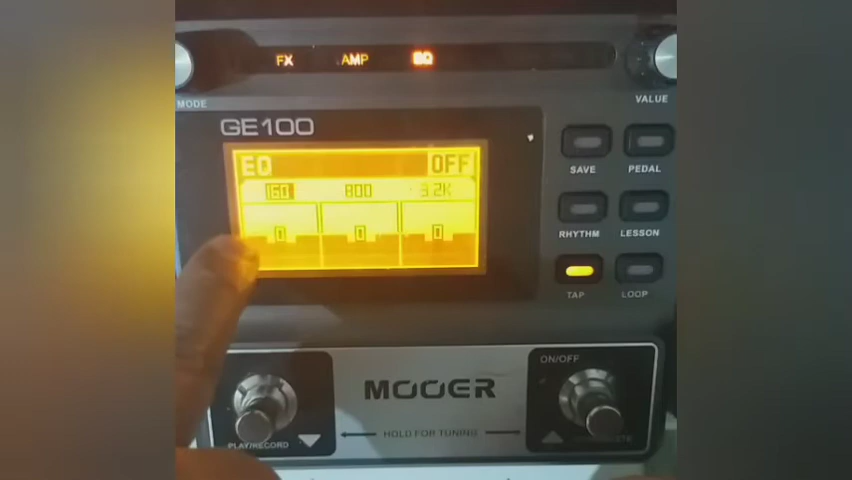 FX AMP EQ
MODE
VALUE
GE100
EQ OFF
160 800 3.2K
0 0 0
SAVE PEDAL
RHYTHM LESSON
TAP LOOP
ON/OFF
MOOER
PLAY/RECORD
HOLD FOR TUNING